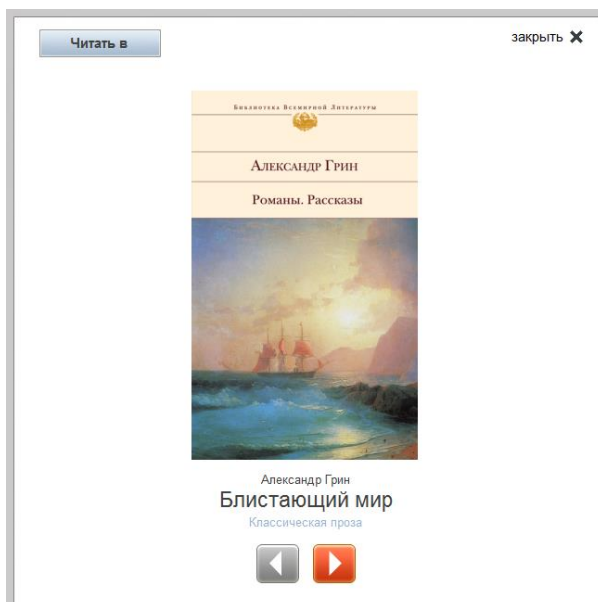 Читать в
закрыть
Библиотека Всемирной Литературы
Александр Грин
Романы. Рассказы
Александр Грин
Блистающий мир
Классическая проза